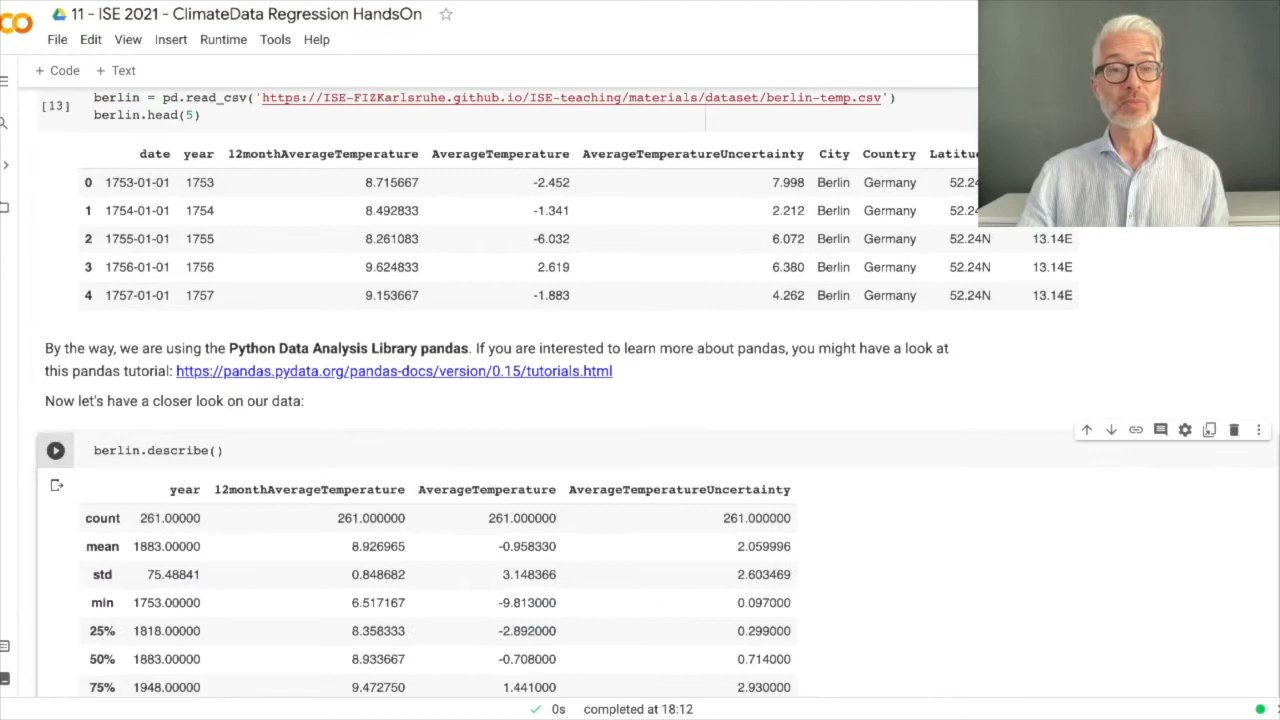 CO
11 - ISE 2021 - ClimateData Regression HandsOn
File Edit View Insert Runtime Tools Help
+ Code + Text
[13] berlin = pd.read_csv('https://ISE-FIZKarlsruhe.github.io/ISE-teaching/materials/dataset/berlin-temp.csv')
berlin.head(5)
date year 12monthAverageTemperature AverageTemperature AverageTemperatureUncertainty City Country
0 1753-01-01 1753 8.715667 -2.452 7.998 Berlin Germany
1 1754-01-01 1754 8.492833 -1.341 2.212 Berlin Germany
2 1755-01-01 1755 8.261083 -6.032 6.072 Berlin Germany 52.24N 13.14E
3 1756-01-01 1756 9.624833 2.619 6.380 Berlin Germany 52.24N 13.14E
4 1757-01-01 1757 9.153667 -1.883 4.262 Berlin Germany 52.24N 13.14E
By the way, we are using the Python Data Analysis Library pandas. If you are interested to learn more about pandas, you might have a look at
this pandas tutorial: https://pandas.pydata.org/pandas-docs/version/0.15/tutorials.html
Now let's have a closer look on our data:
berlin.describe()
year 12monthAverageTemperature AverageTemperature AverageTemperatureUncertainty
count 261.00000 261.000000 261.000000 261.000000
mean 1883.00000 8.926965 -0.958330 2.059996
std 75.48841 0.848682 3.148366 2.603469
min 1753.00000 6.517167 -9.813000 0.097000
25% 1818.00000 8.358333 -2.892000 0.299000
50% 1883.00000 8.933667 -0.708000 0.714000
75% 1948.00000 9.472750 1.441000 2.930000
0s completed at 18:12